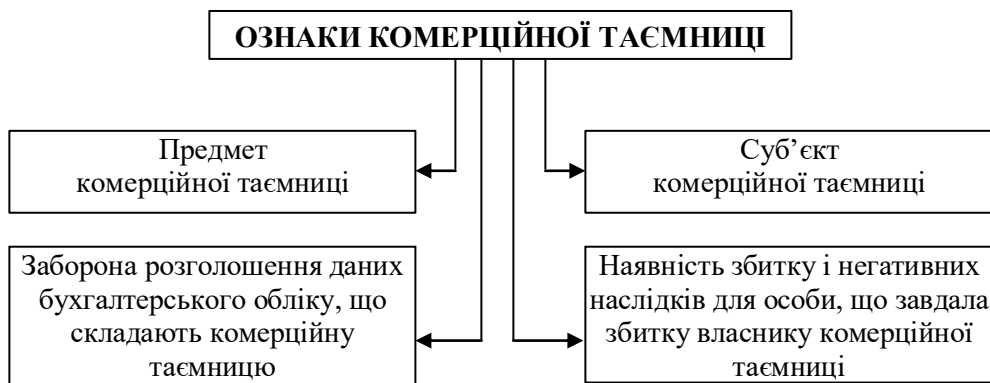 ОЗНАКИ КОМЕРЦІЙНОЇ ТАЄМНИЦІ
Предмет
комерційної таємниці
Суб’єкт
комерційної таємниці
Заборона розголошення даних
бухгалтерського обліку, що
складають комерційну
таємницю
Наявність збитку і негативних
наслідків для особи, що завдала
збитку власнику комерційної
таємниці